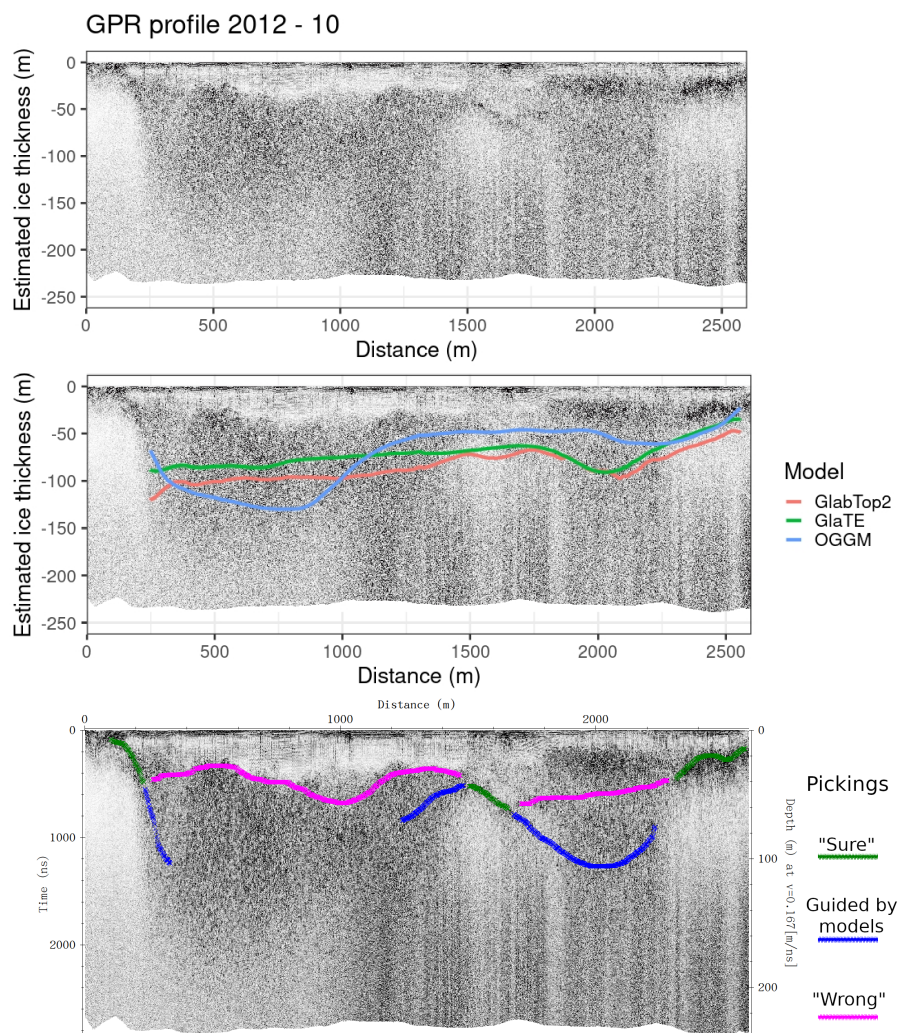 GPR profile 2012 - 10
Estimated ice thickness (m)
0
-50
-100
-150
-200
-250
0 500 1000 1500 2000 2500
Distance (m)
Estimated ice thickness (m)
0
-50
-100
-150
-200
-250
0 500 1000 1500 2000 2500
Distance (m)
Model
GlabTop2
GlaTE
OGGM
Distance (m)
0 1000 2000
Time (ns)
0
1000
2000
0
100
200
Depth (m) at v=0.167[m/ns]
Pickings
"Sure"
Guided by
models
"Wrong"